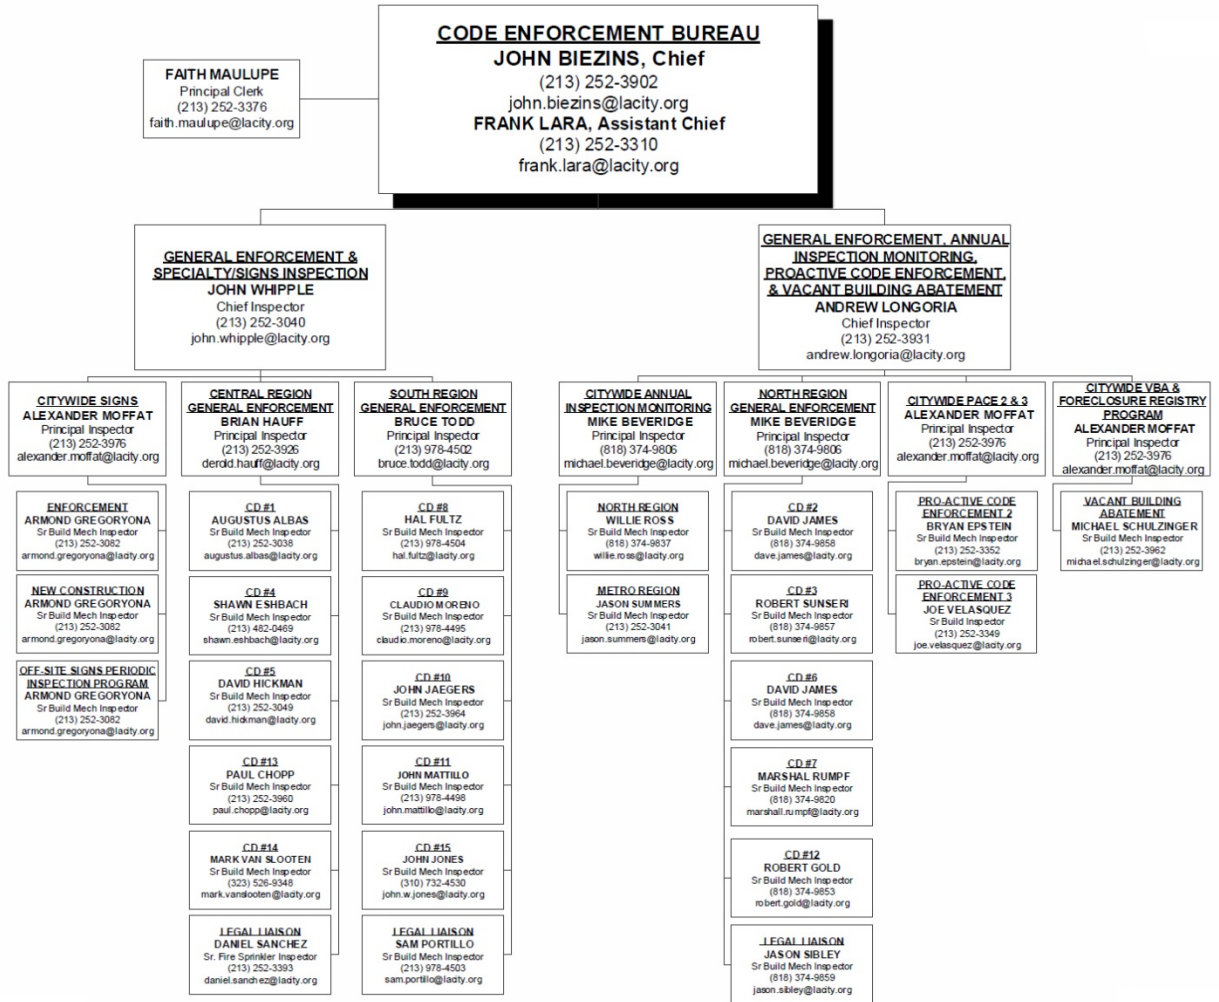 CODE ENFORCEMENT BUREAU
JOHN BIEZINS, Chief
(213) 252-3902
john.biezins@lacity.org
FRANK LARA, Assistant Chief
(213) 252-3310
frank.lara@lacity.org
FAITH MAULUPE
Principal Clerk
(213) 252-3376
faith.maulupe@lacity.org
GENERAL ENFORCEMENT &
SPECIALTY/SIGNS INSPECTION
JOHN WHIPPLE
Chief Inspector
(213) 252-3040
john.whipple@lacity.org
GENERAL ENFORCEMENT, ANNUAL
INSPECTION MONITORING,
PROACTIVE CODE ENFORCEMENT,
& VACANT BUILDING ABATEMENT
ANDREW LONGORIA
Chief Inspector
(213) 252-3931
andrew.longoria@lacity.org
CITYWIDE SIGNS
ALEXANDER MOFFAT
Principal Inspector
(213) 252-3976
alexander.moffat@lacity.org
ENFORCEMENT
ARMOND GREGORYONA
Sr Build Mech Inspector
(213) 252-3082
armond.gregoryona@lacity.org
NEW CONSTRUCTION
ARMOND GREGORYONA
Sr Build Mech Inspector
(213) 252-3082
armond.gregoryona@lacity.org
OFF-SITE SIGNS PERIODIC
INSPECTION PROGRAM
ARMOND GREGORYONA
Sr Build Mech Inspector
(213) 252-3082
armond.gregoryona@lacity.org
CENTRAL REGION
GENERAL ENFORCEMENT
BRIAN HAUFF
Principal Inspector
(213) 252-3926
derold.hauff@lacity.org
CD #1
AUGUSTUS ALBAS
Sr Build Mech Inspector
(213) 252-3038
augustus.albas@lacity.org
CD #4
SHAWN ESHBACH
Sr Build Mech Inspector
(213) 482-0469
shawn.eshbach@lacity.org
CD #5
DAVID HICKMAN
Sr Build Mech Inspector
(213) 252-3049
david.hickman@lacity.org
CD #13
PAUL CHOPP
Sr Build Mech Inspector
(213) 252-3960
paul.chopp@lacity.org
CD #14
MARK VAN SLOOTEN
Sr Build Mech Inspector
(323) 526-9348
mark.vanslooten@lacity.org
LEGAL LIAISON
DANIEL SANCHEZ
Sr. Fire Sprinkler Inspector
(213) 252-3393
daniel.sanchez@lacity.org
SOUTH REGION
GENERAL ENFORCEMENT
BRUCE TODD
Principal Inspector
(213) 978-4502
bruce.todd@lacity.org
CD #8
HAL FULTZ
Sr Build Mech Inspector
(213) 978-4504
hal.fultz@lacity.org
CD #9
CLAUDIO MORENO
Sr Build Mech Inspector
(213) 978-4495
claudio.moreno@lacity.org
CD #10
JOHN JAEGERS
Sr Build Mech Inspector
(213) 252-3964
john.jaegers@lacity.org
CD #11
JOHN MATTILLO
Sr Build Mech Inspector
(213) 978-4498
john.mattillo@lacity.org
CD #15
JOHN JONES
Sr Build Mech Inspector
(310) 732-4530
john.w.jones@lacity.org
LEGAL LIAISON
SAM PORTILLO
Sr Build Mech Inspector
(213) 978-4503
sam.portillo@lacity.org
CITYWIDE ANNUAL
INSPECTION MONITORING
MIKE BEVERIDGE
Principal Inspector
(818) 374-9806
michael.beveridge@lacity.org
NORTH REGION
WILLIE ROSS
Sr Build Mech Inspector
(818) 374-9837
willie.ross@lacity.org
METRO REGION
JASON SUMMERS
Sr Build Mech Inspector
(213) 252-3041
jason.summers@lacity.org
NORTH REGION
GENERAL ENFORCEMENT
MIKE BEVERIDGE
Principal Inspector
(818) 374-9806
michael.beveridge@lacity.org
CD #2
DAVID JAMES
Sr Build Mech Inspector
(818) 374-9858
dave.james@lacity.org
CD #3
ROBERT SUNSERI
Sr Build Mech Inspector
(818) 374-9857
robert.sunseri@lacity.org
CD #6
DAVID JAMES
Sr Build Mech Inspector
(818) 374-9858
dave.james@lacity.org
CD #7
MARSHAL RUMPF
Sr Build Mech Inspector
(818) 374-9820
marshall.rumpf@lacity.org
CD #12
ROBERT GOLD
Sr Build Mech Inspector
(818) 374-9853
robert.gold@lacity.org
LEGAL LIAISON
JASON SIBLEY
Sr Build Mech Inspector
(818) 374-9859
jason.sibley@lacity.org
CITYWIDE PACE 2 & 3
ALEXANDER MOFFAT
Principal Inspector
(213) 252-3976
alexander.moffat@lacity.org
PRO-ACTIVE CODE
ENFORCEMENT 2
BRYAN EPSTEIN
Sr Build Mech Inspector
(213) 252-3352
bryan.epstein@lacity.org
PRO-ACTIVE CODE
ENFORCEMENT 3
JOE VELASQUEZ
Sr Build Inspector
(213) 252-3349
joe.velasquez@lacity.org
CITYWIDE VBA &
FORECLOSURE REGISTRY
PROGRAM
ALEXANDER MOFFAT
Principal Inspector
(213) 252-3976
alexander.moffat@lacity.org
VACANT BUILDING
ABATEMENT
MICHAEL SCHULZINGER
Sr Build Mech Inspector
(213) 252-3962
michael.schulzinger@lacity.org